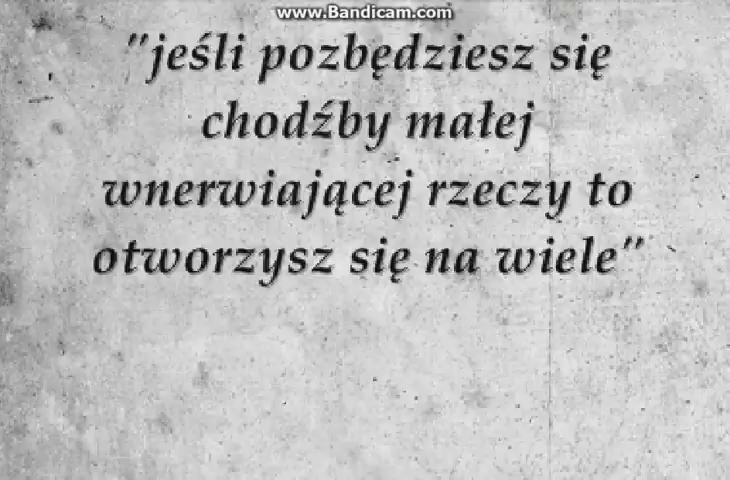 www.Bandicam.com
"jeśli pozbędziesz się
chodźby małej
wnerwiającej rzeczy to
otworzysz się na wiele"